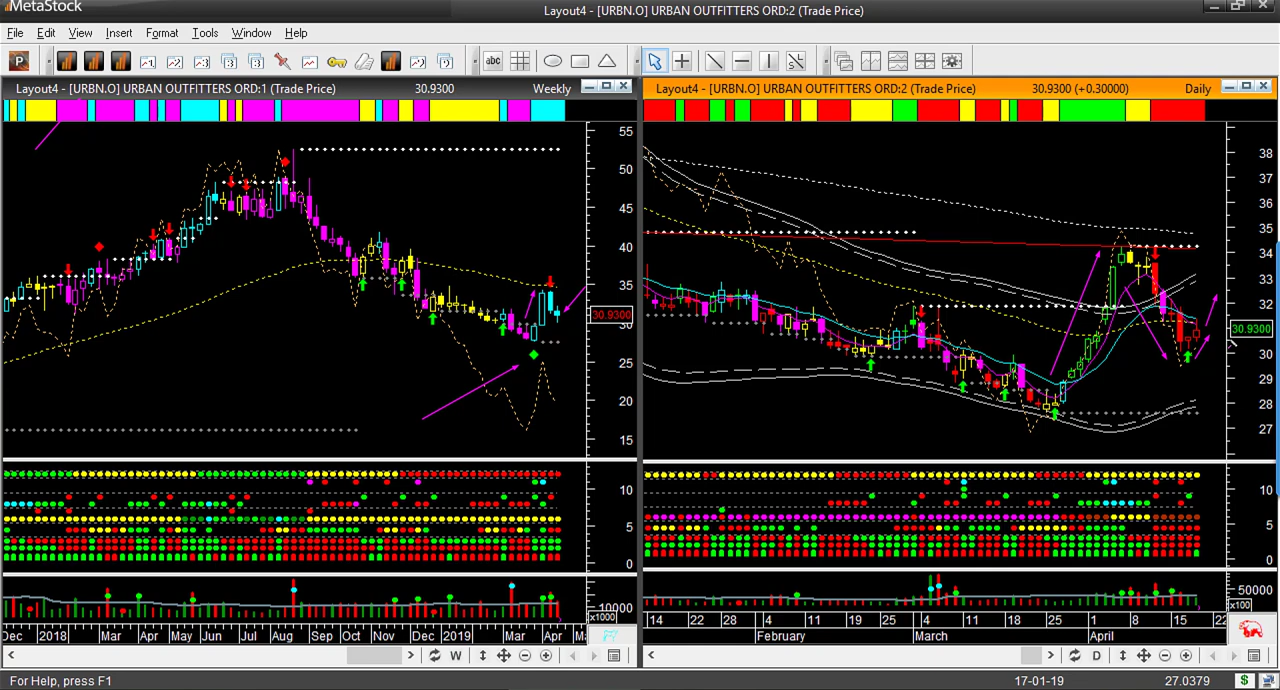 MetaStock
Layout4 - [URBN.O] URBAN OUTFITTERS ORD:2 (Trade Price)
File Edit View Insert Format Tools Window Help
P abc
Layout4 - [URBN.O] URBAN OUTFITTERS ORD:1 (Trade Price) 30.9300 Weekly
55
50
45
40
35
30.9300
30
25
20
15
10
5
0
10000
x1000
Dec 2018 Mar Apr May Jun Jul Aug Sep Oct Nov Dec 2019 Mar Apr Ma
W
Layout4 - [URBN.O] URBAN OUTFITTERS ORD:2 (Trade Price) 30.9300 (+0.30000) Daily
38
37
36
35
34
33
32
30.9300
30
29
28
27
10
5
0
50000
x100
14 22 28 4 11 19 25 4 11 18 25 1 8 15 22
February March April
D
For Help, press F1 17-01-19 27.0379 $